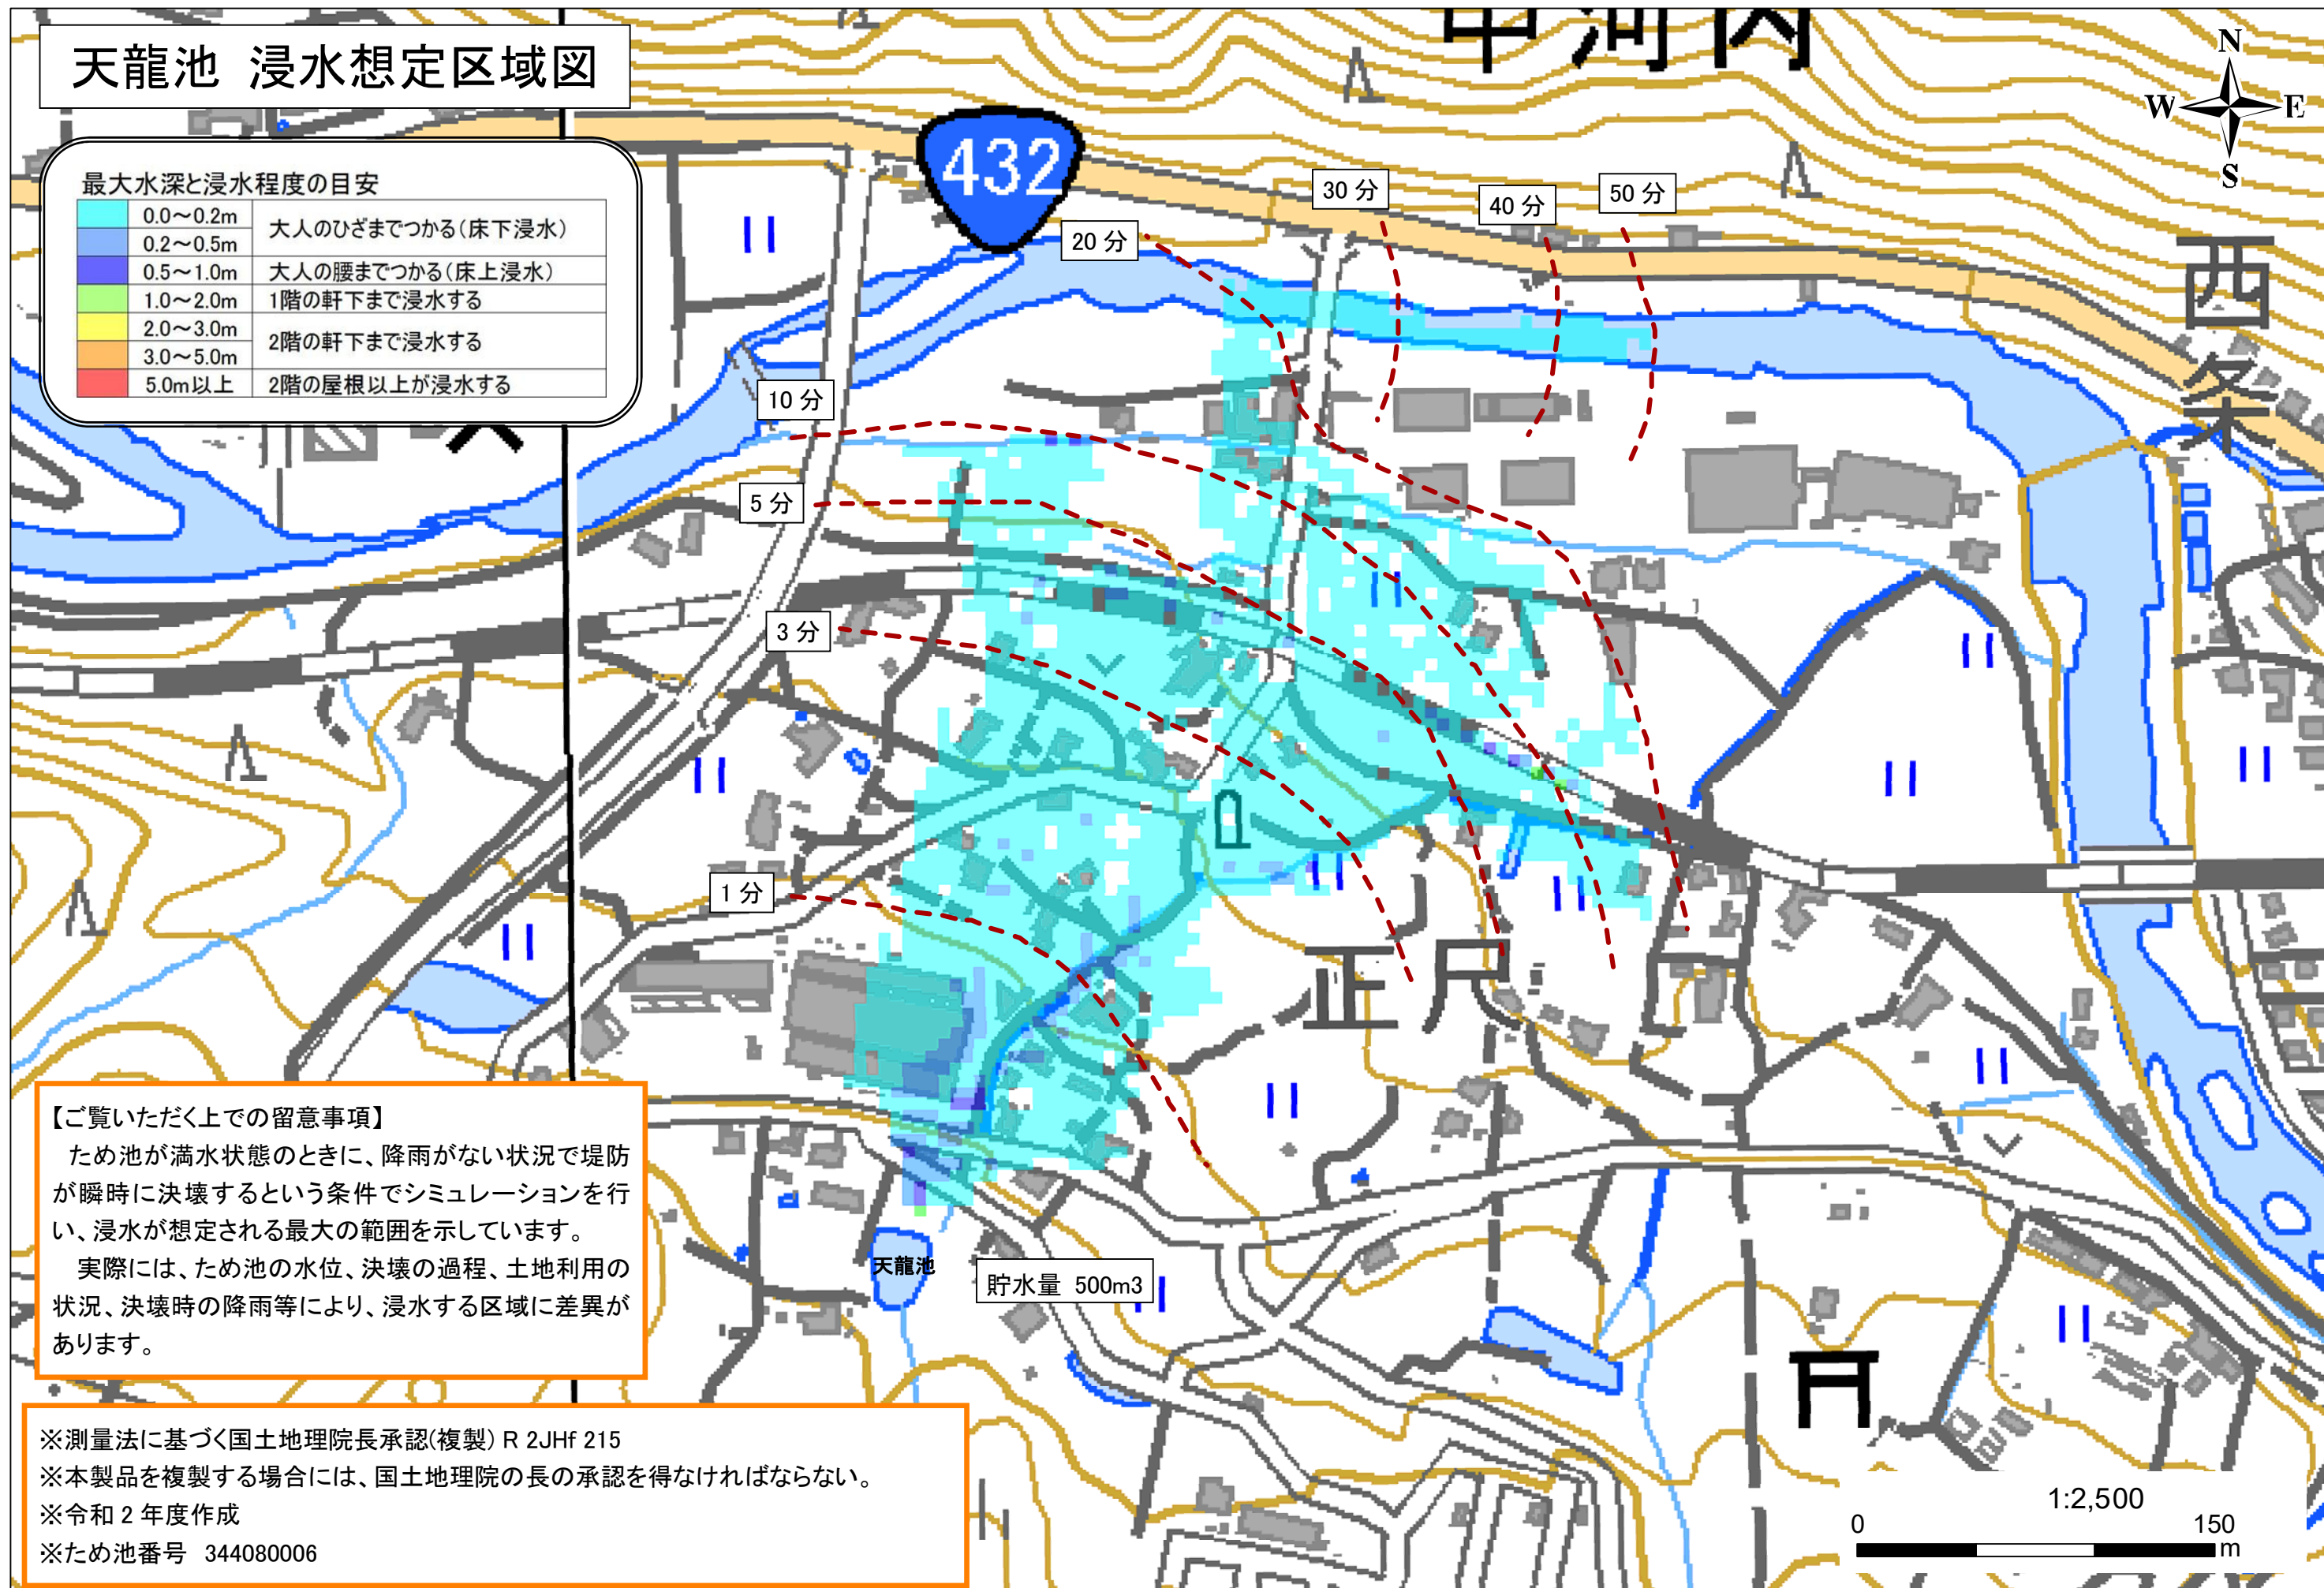 中河内
天龍池 浸水想定区域図
N
W E
S
432
最大水深と浸水程度の目安
0.0~0.2m
大人のひざまでつかる(床下浸水)
0.2~0.5m
0.5~1.0m 大人の腰までつかる(床上浸水)
1.0~2.0m 1階の軒下まで浸水する
2.0~3.0m
2階の軒下まで浸水する
3.0~5.0m
5.0m以上 2階の屋根以上が浸水する
30 分
40 分
50 分
20 分
西条
10 分
5 分
3 分
1 分
正尺
【ご覧いただく上での留意事項】
ため池が満水状態のときに、降雨がない状況で堤防
が瞬時に決壊するという条件でシミュレーションを行
い、浸水が想定される最大の範囲を示しています。
実際には、ため池の水位、決壊の過程、土地利用の
状況、決壊時の降雨等により、浸水する区域に差異が
あります。
天龍池
貯水量 500m3
※測量法に基づく国土地理院長承認(複製) R 2JHf 215
※本製品を複製する場合には、国土地理院の長の承認を得なければならない。
※令和 2 年度作成
※ため池番号 344080006
1:2,500
0 150
m